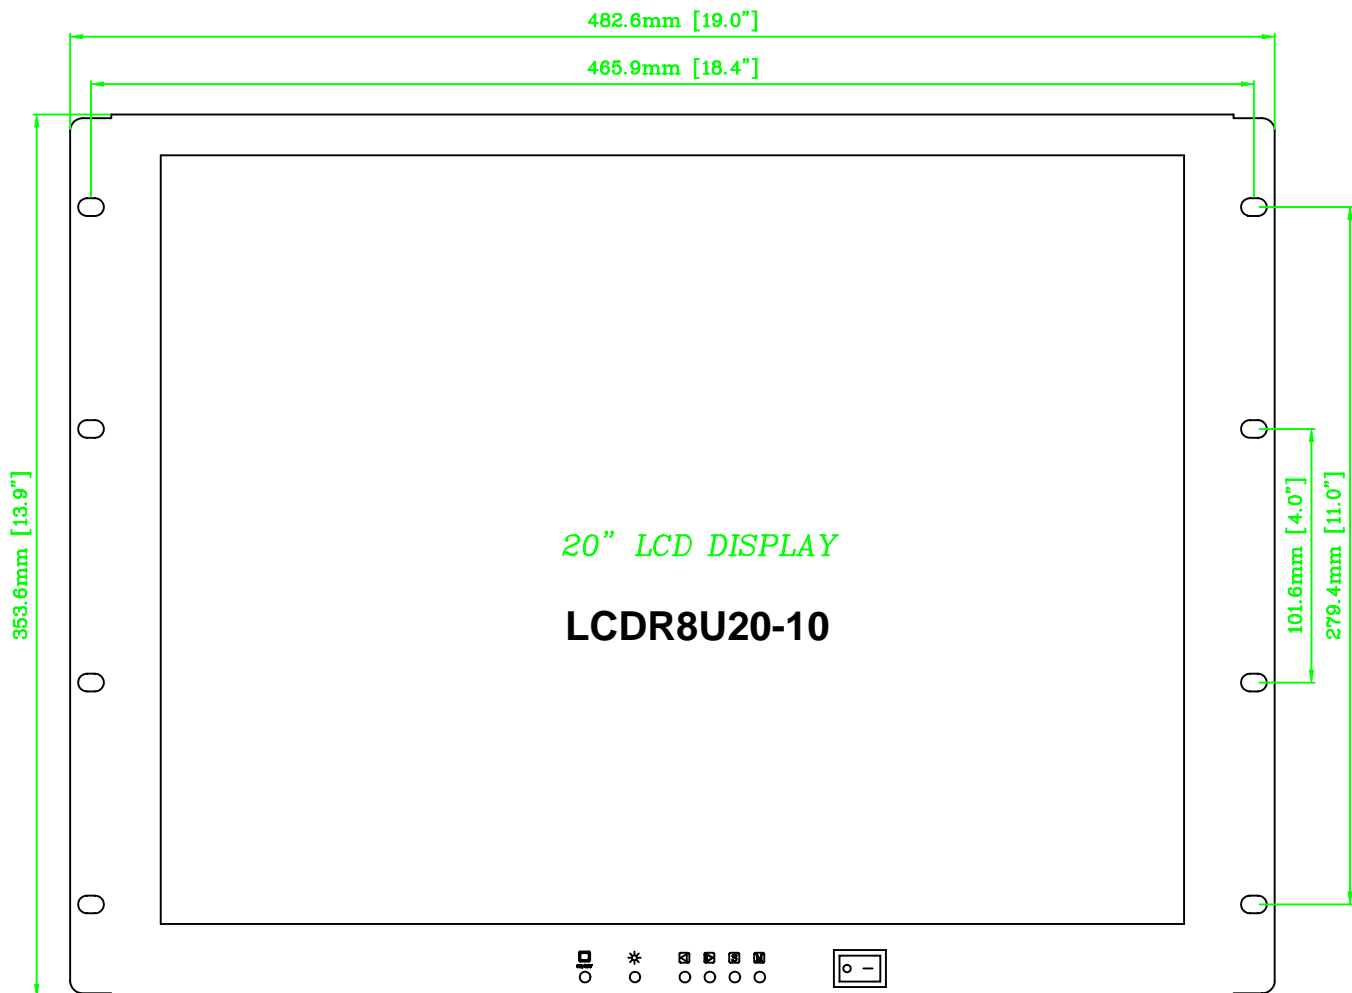 482.6mm [19.0"]
465.9mm [18.4"]
353.6mm [13.9"]
101.6mm [4.0"]
279.4mm [11.0"]
20" LCD DISPLAY
LCDR8U20-10
S M